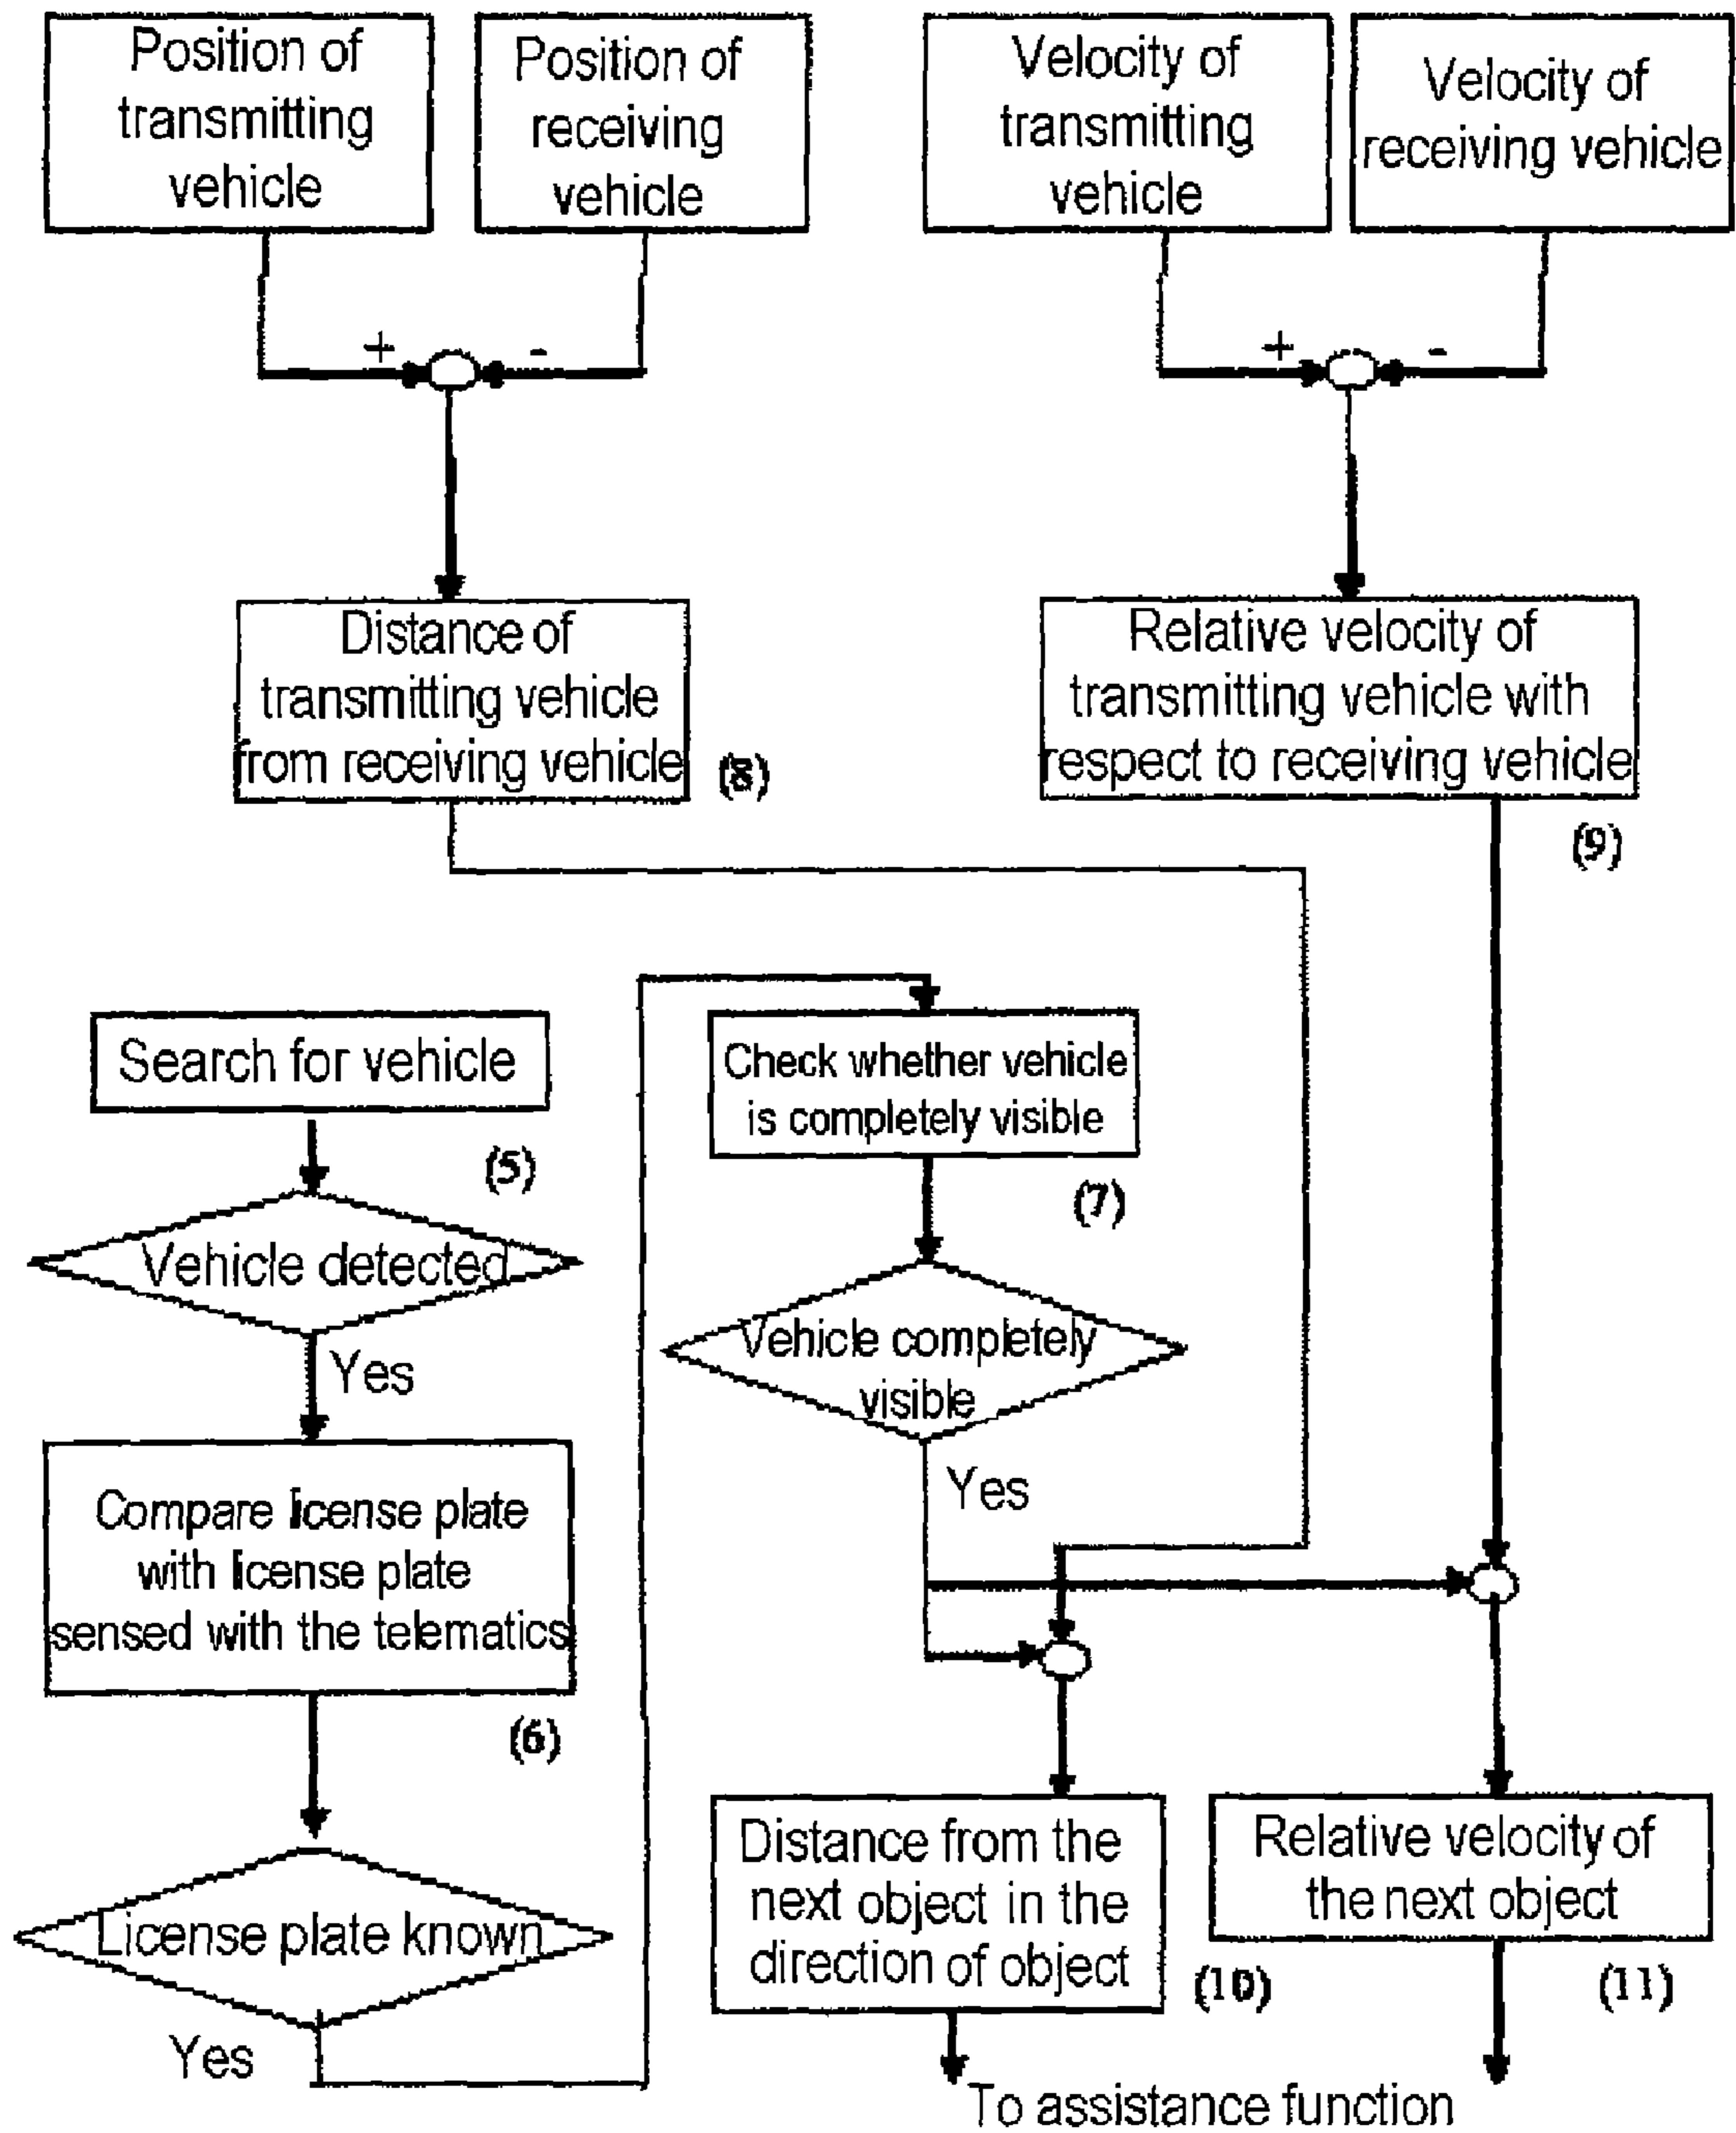 Position of
transmitting
vehicle
Position of
receiving
vehicle
Velocity of
transmitting
vehicle
Velocity of
receiving vehicle
+
-
+
-
Distance of
transmitting vehicle
from receiving vehicle
(8)
Relative velocity of
transmitting vehicle with
respect to receiving vehicle
(9)
Search for vehicle
(5)
Vehicle detected
Yes
Compare license plate
with license plate
sensed with the telematics
(6)
License plate known
Yes
Check whether vehicle
is completely visible
(7)
Vehicle completely
visible
Yes
Distance from the
next object in the
direction of object
(10)
Relative velocity of
the next object
(11)
To assistance function